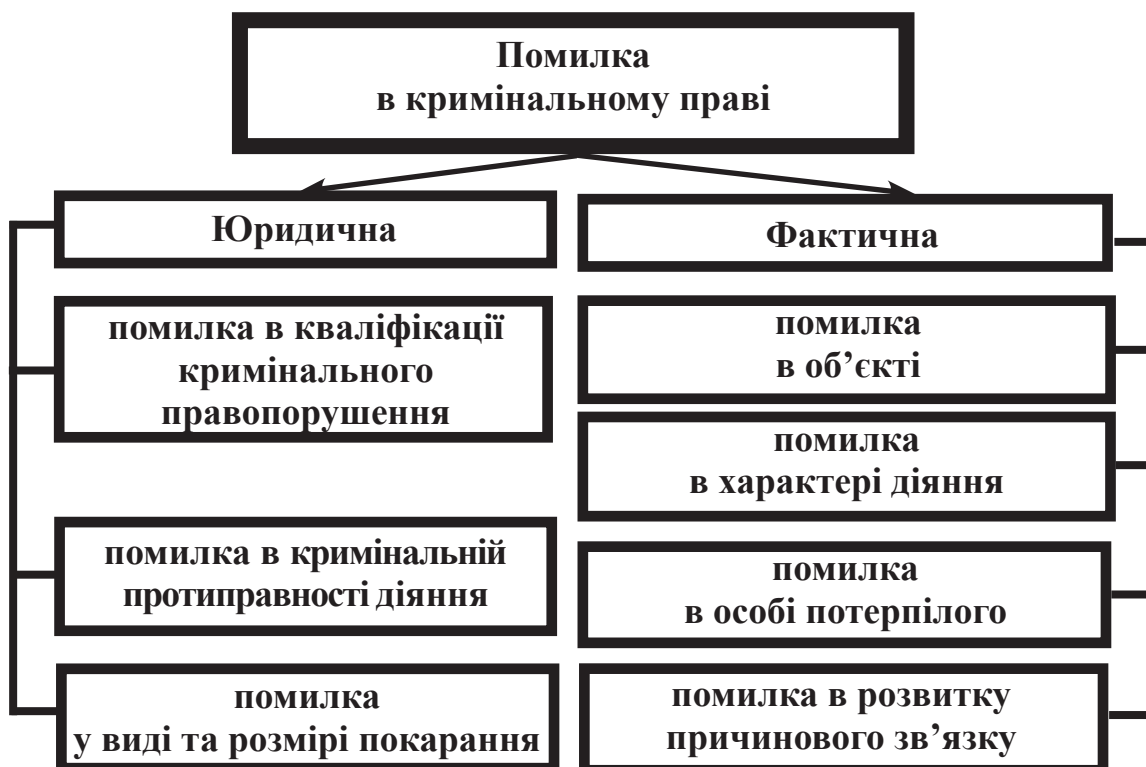 Помилка
в кримінальному праві
Юридична
помилка в кваліфікації
кримінального
правопорушення
помилка в кримінальній
протиправності діяння
помилка
у виді та розмірі покарання
Фактична
помилка
в об’єкті
помилка
в характері діяння
помилка
в особі потерпілого
помилка в розвитку
причинового зв’язку